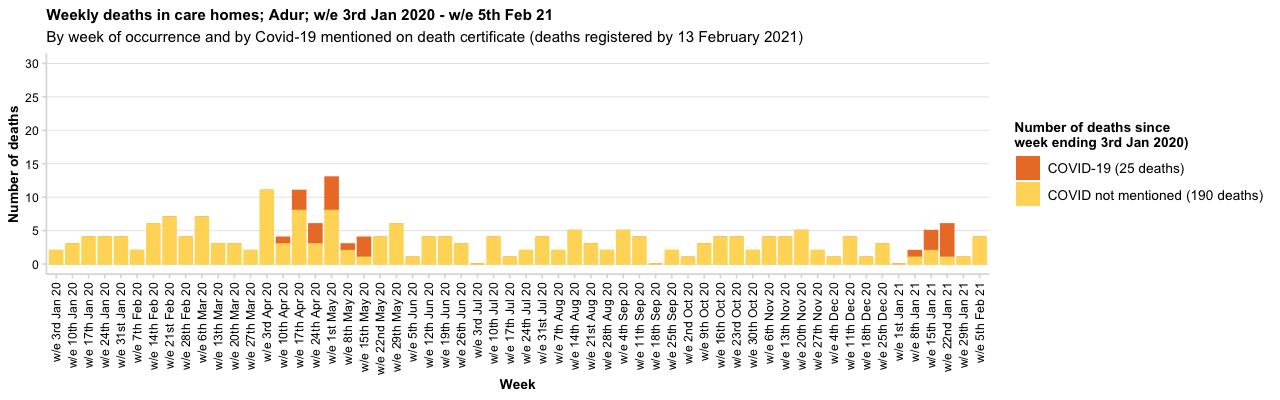 Weekly deaths in care homes; Adur; w/e 3rd Jan 2020 - w/e 5th Feb 21
By week of occurrence and by Covid-19 mentioned on death certificate (deaths registered by 13 February 2021)
Number of deaths
30
25
20
15
10
5
0
w/e 3rd Jan 20
w/e 10th Jan 20
w/e 17th Jan 20
w/e 24th Jan 20
w/e 31st Jan 20
w/e 7th Feb 20
w/e 14th Feb 20
w/e 21st Feb 20
w/e 28th Feb 20
w/e 6th Mar 20
w/e 13th Mar 20
w/e 20th Mar 20
w/e 27th Mar 20
w/e 3rd Apr 20
w/e 10th Apr 20
w/e 17th Apr 20
w/e 24th Apr 20
w/e 1st May 20
w/e 8th May 20
w/e 15th May 20
w/e 22nd May 20
w/e 29th May 20
w/e 5th Jun 20
w/e 12th Jun 20
w/e 19th Jun 20
w/e 26th Jun 20
w/e 3rd Jul 20
w/e 10th Jul 20
w/e 17th Jul 20
w/e 24th Jul 20
w/e 31st Jul 20
w/e 7th Aug 20
w/e 14th Aug 20
w/e 21st Aug 20
w/e 28th Aug 20
w/e 4th Sep 20
w/e 11th Sep 20
w/e 18th Sep 20
w/e 25th Sep 20
w/e 2nd Oct 20
w/e 9th Oct 20
w/e 16th Oct 20
w/e 23rd Oct 20
w/e 30th Oct 20
w/e 6th Nov 20
w/e 13th Nov 20
w/e 20th Nov 20
w/e 27th Nov 20
w/e 4th Dec 20
w/e 11th Dec 20
w/e 18th Dec 20
w/e 25th Dec 20
w/e 1st Jan 21
w/e 8th Jan 21
w/e 15th Jan 21
w/e 22nd Jan 21
w/e 29th Jan 21
w/e 5th Feb 21
Week
Number of deaths since
week ending 3rd Jan 2020)
COVID-19 (25 deaths)
COVID not mentioned (190 deaths)